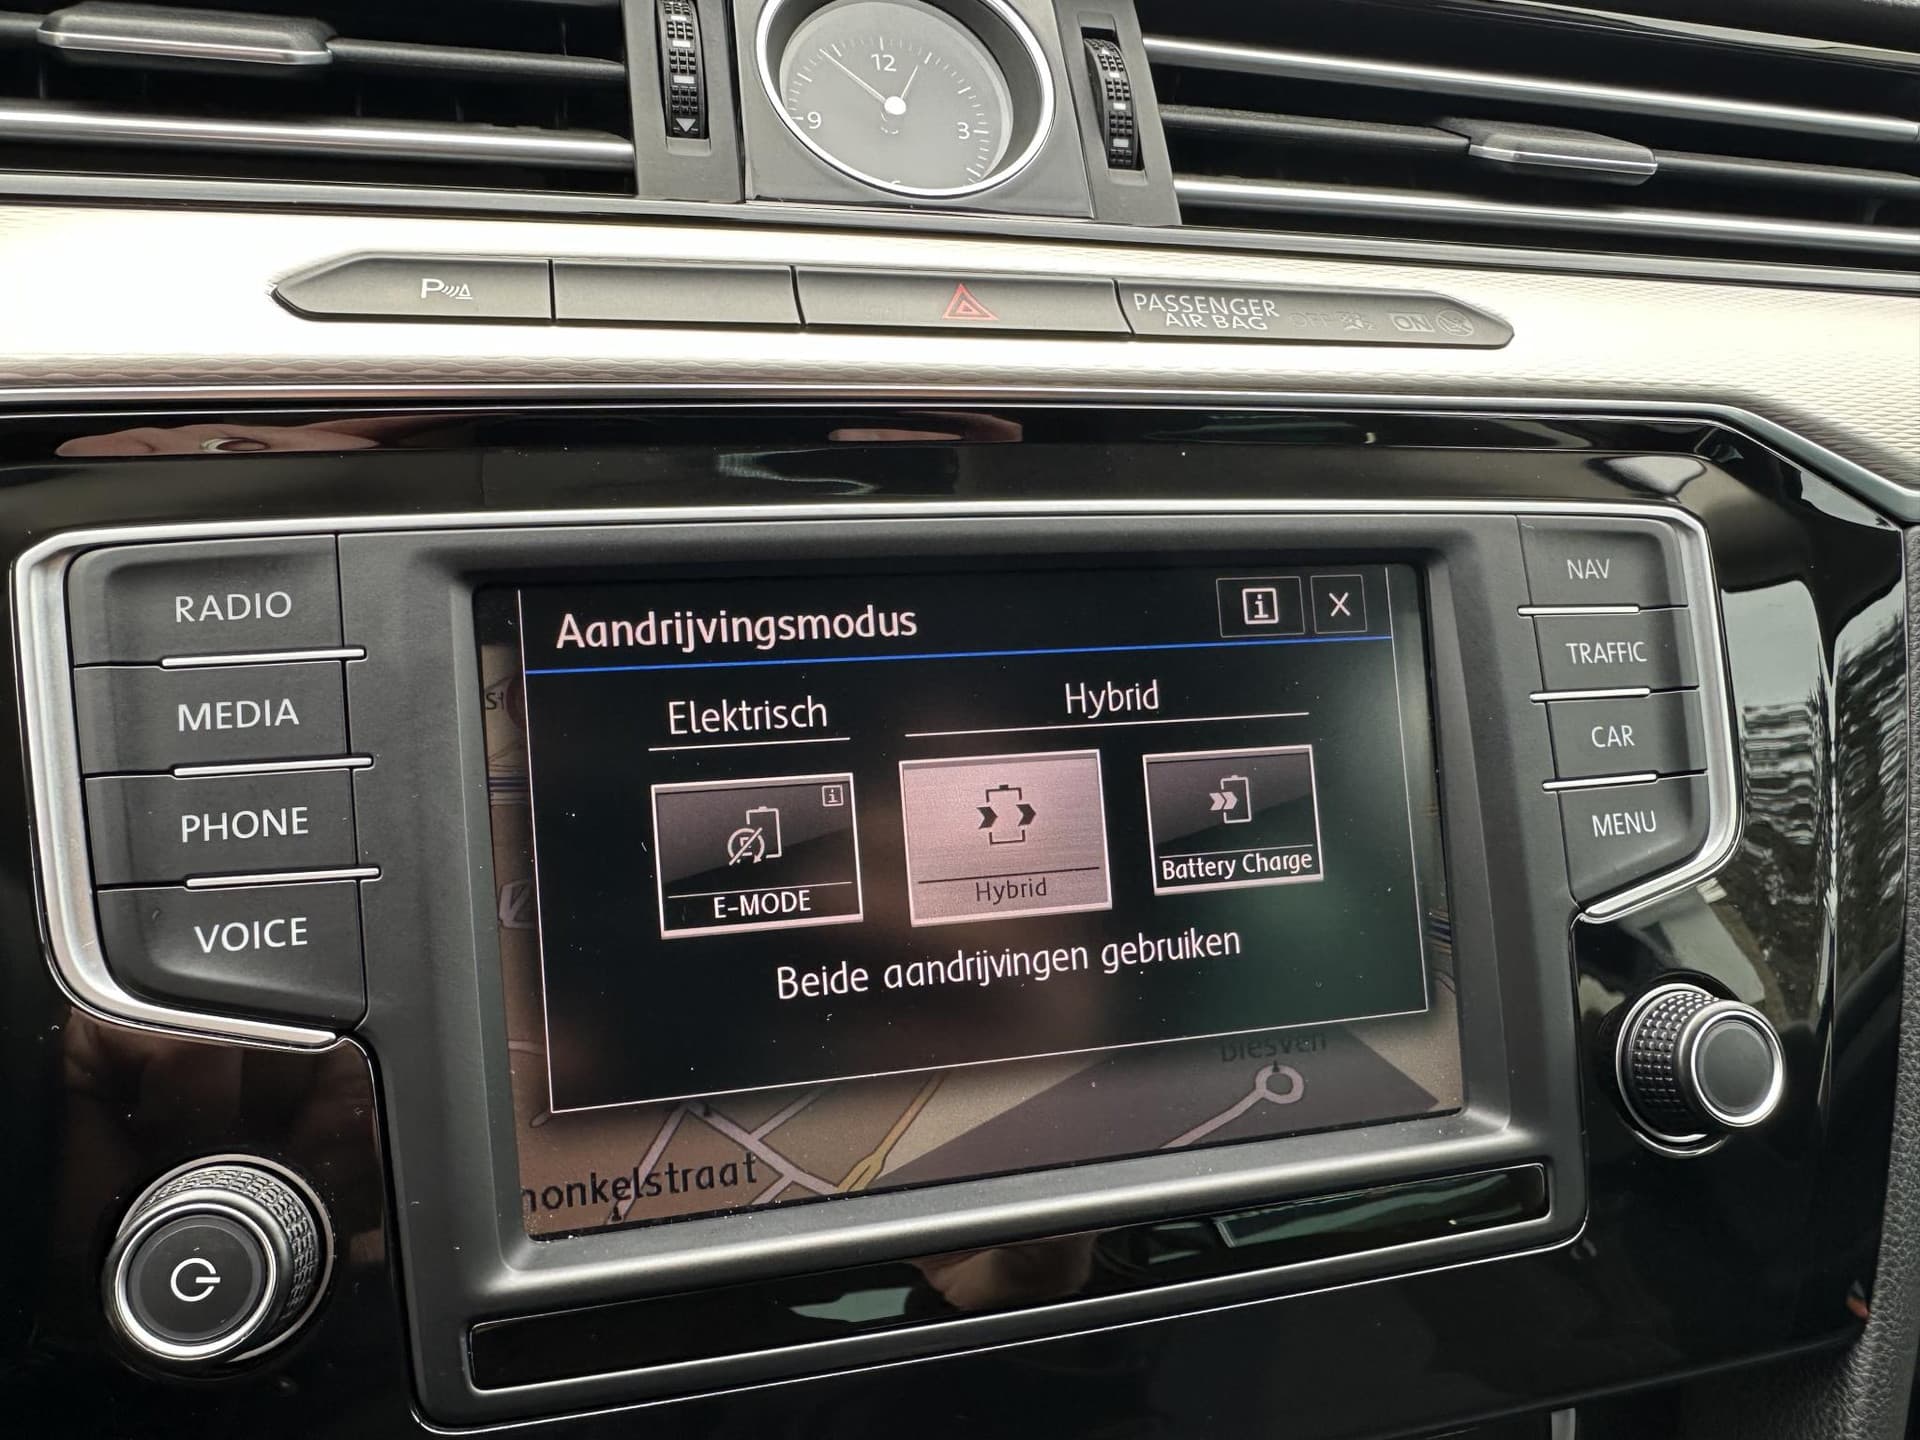 12
9
3
P
PASSENGER
AIR BAG OFF ON
RADIO
MEDIA
PHONE
VOICE
NAV
TRAFFIC
CAR
MENU
Aandrijvingsmodus
i X
Elektrisch
Hybrid
i
E-MODE
Hybrid
Battery Charge
Beide aandrijvingen gebruiken
Biesven
onkelstraat